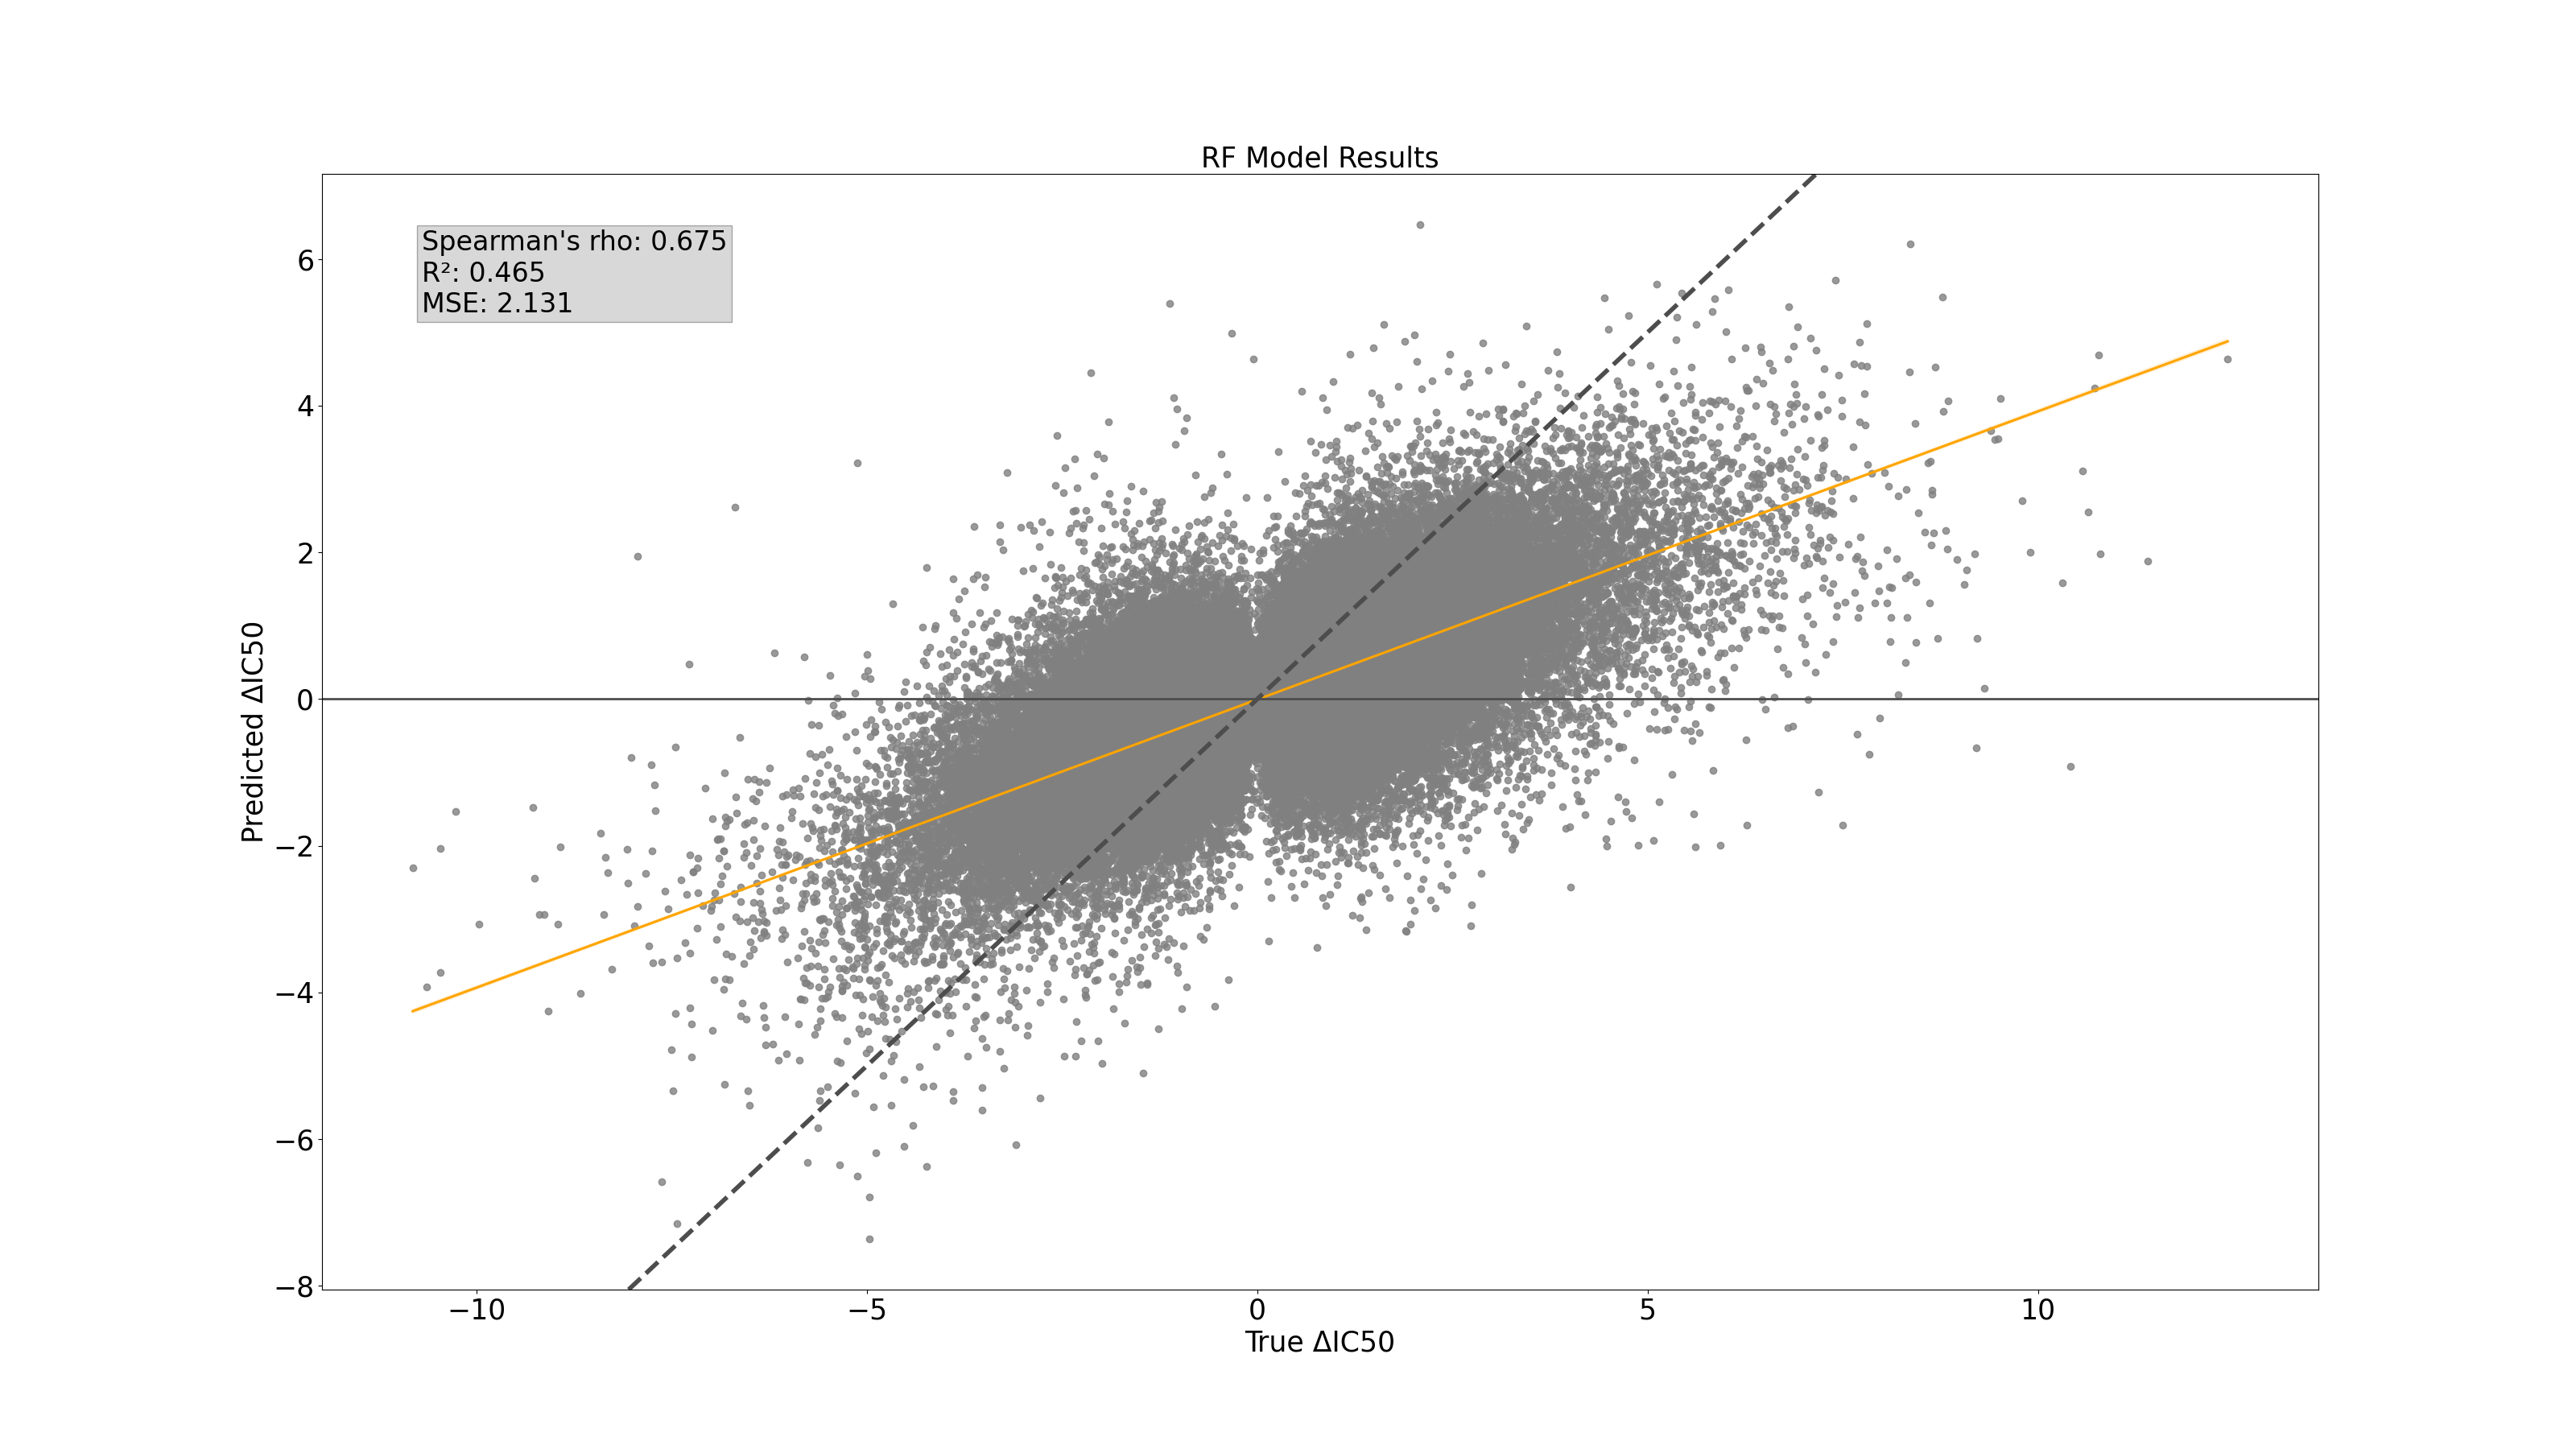 RF Model Results
Spearman's rho: 0.675
R²: 0.465
MSE: 2.131
6
4
2
0
−2
−4
−6
−8
Predicted ΔIC50
−10
−5
0
5
10
True ΔIC50